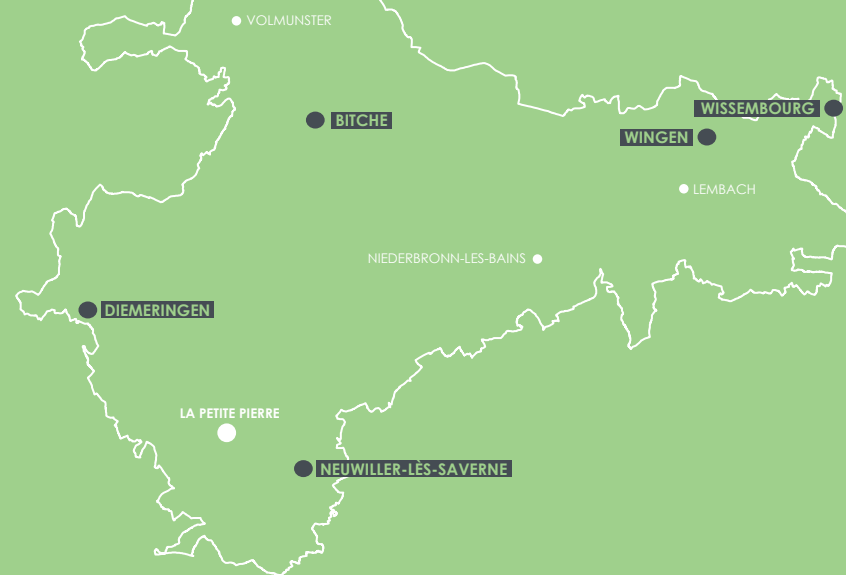 VOLMUNSTER
BITCHE
WISSEMBOURG
WINGEN
LEMBACH
NIEDERBRONN-LES-BAINS
DIEMERINGEN
LA PETITE PIERRE
NEUWILLER-LÈS-SAVERNE